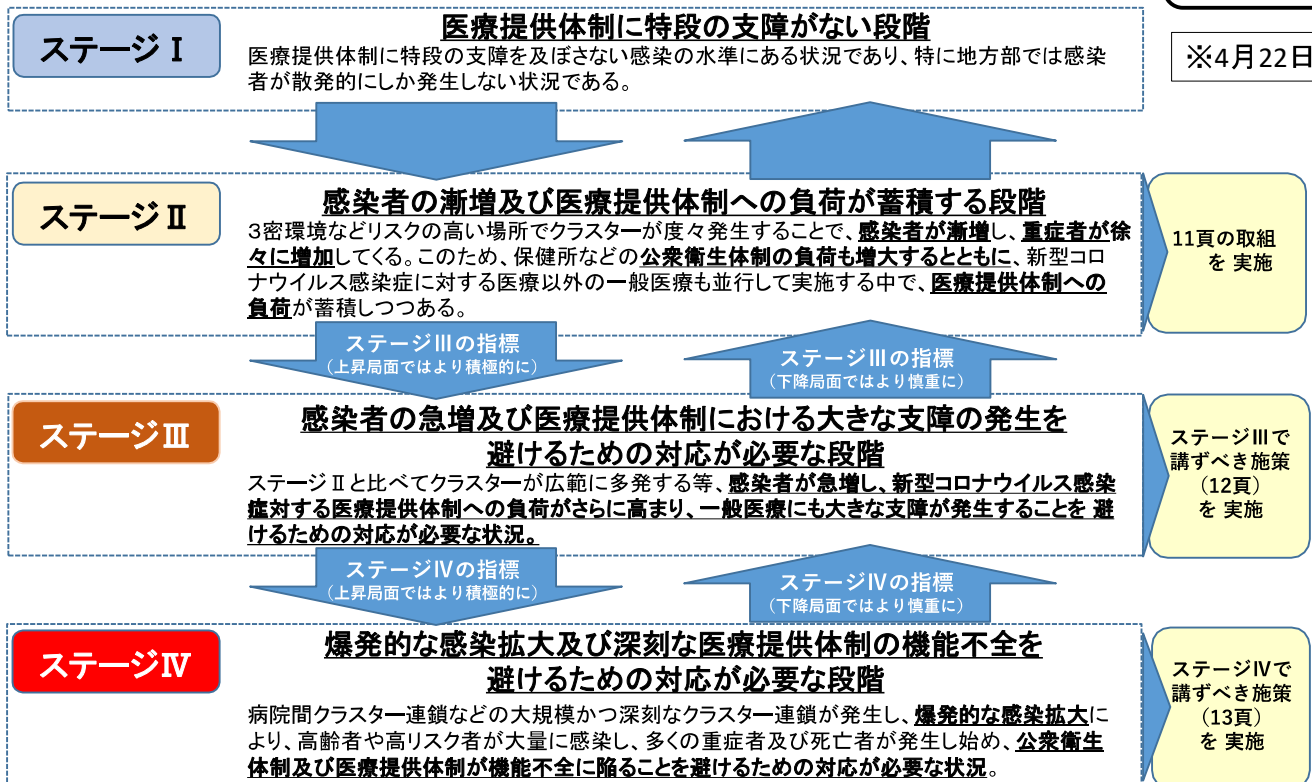 ステージⅠ
医療提供体制に特段の支障がない段階
医療提供体制に特段の支障を及ぼさない感染の水準にある状況であり、特に地方部では感染
者が散発的にしか発生しない状況である。
※4月22日
ステージⅡ
感染者の漸増及び医療提供体制への負荷が蓄積する段階
3密環境などリスクの高い場所でクラスターが度々発生することで、感染者が漸増し、重症者が徐
々に増加してくる。このため、保健所などの公衆衛生体制の負荷も増大するとともに、新型コロ
ナウイルス感染症に対する医療以外の一般医療も並行して実施する中で、医療提供体制への
負荷が蓄積しつつある。
11頁の取組
を 実施
ステージⅢの指標
（上昇局面ではより積極的に）
ステージⅢの指標
（下降局面ではより慎重に）
ステージⅢ
感染者の急増及び医療提供体制における大きな支障の発生を
避けるための対応が必要な段階
ステージⅡと比べてクラスターが広範に多発する等、感染者が急増し、新型コロナウイルス感染
症対する医療提供体制への負荷がさらに高まり、一般医療にも大きな支障が発生することを 避
けるための対応が必要な状況。
ステージⅢで
講ずべき施策
（12頁）
を 実施
ステージⅣの指標
（上昇局面ではより積極的に）
ステージⅣの指標
（下降局面ではより慎重に）
ステージⅣ
爆発的な感染拡大及び深刻な医療提供体制の機能不全を
避けるための対応が必要な段階
病院間クラスター連鎖などの大規模かつ深刻なクラスター連鎖が発生し、爆発的な感染拡大に
より、高齢者や高リスク者が大量に感染し、多くの重症者及び死亡者が発生し始め、公衆衛生
体制及び医療提供体制が機能不全に陥ることを避けるための対応が必要な状況。
ステージⅣで
講ずべき施策
（13頁）
を 実施